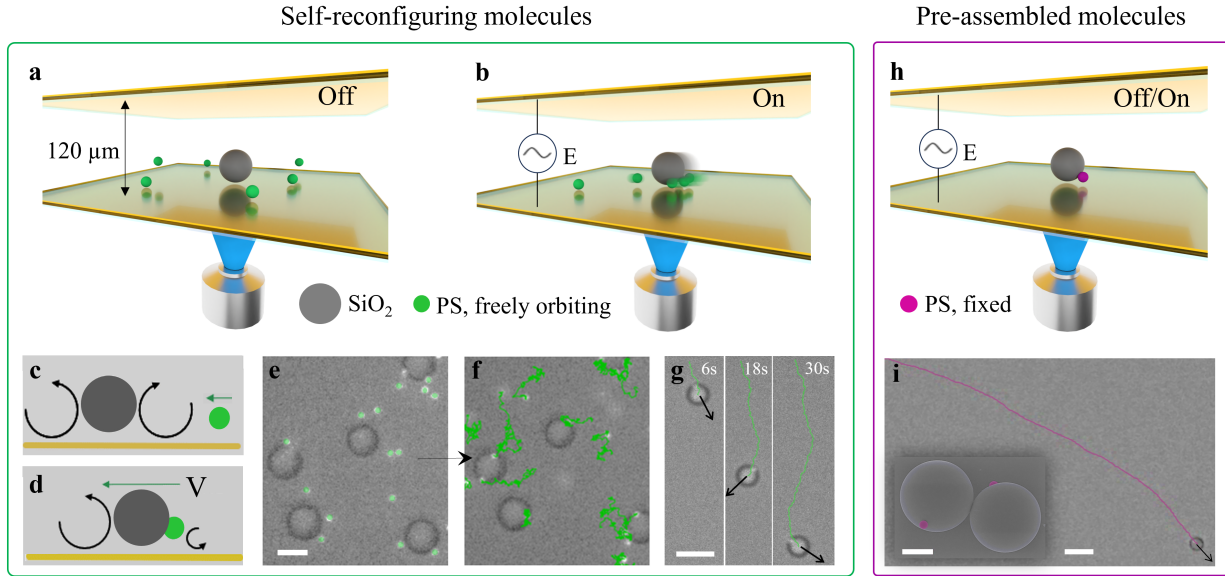 Self-reconfiguring molecules
Pre-assembled molecules
a
Off
120 µm
b
On
E
h
Off/On
E
SiO₂
PS, freely orbiting
PS, fixed
c
d
V
e
f
g
6s
18s
30s
i